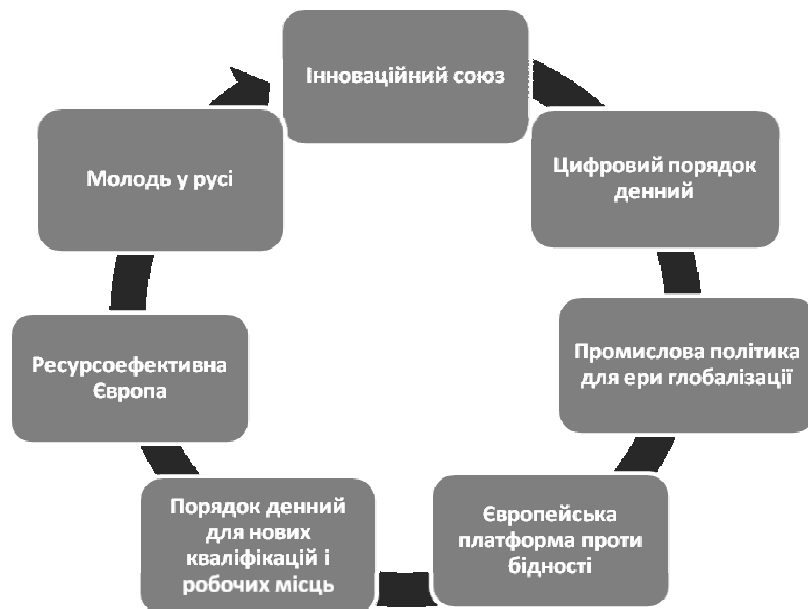 Інноваційний союз
Цифровий порядок
денний
Промислова політика
для ери глобалізації
Європейська
платформа проти
бідності
Порядок денний
для нових
кваліфікацій і
робочих місць
Ресурсоефективна
Європа
Молодь у русі